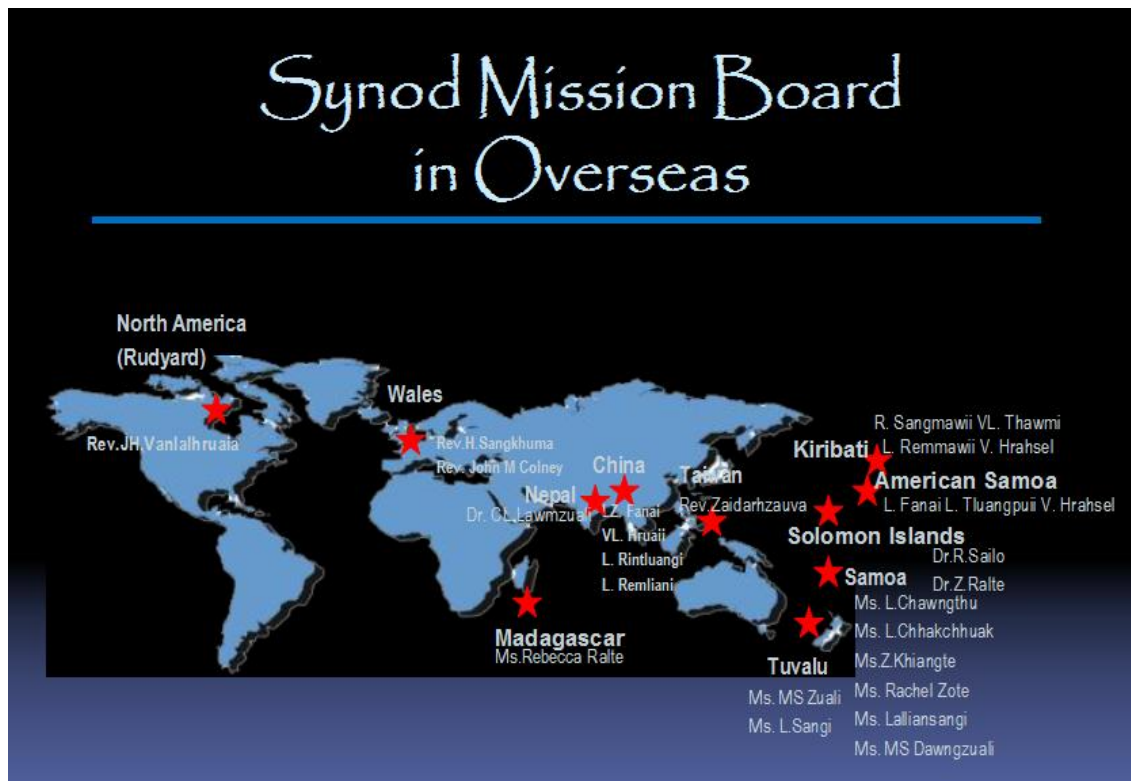 Synod Mission Board
in Overseas
North America
(Rudyard)
Rev.JH.Vanlalhruaia
Wales
Rev.H.Sangkhuma
Rev. John M Colney
China
Nepal
Dr. CL.Lawmzuali
LZ. Fanai
VL. Hruaii
L. Rintluangi
L. Remliani
Taiwan
Rev.Zaidarhzauva
Madagascar
Ms.Rebecca Ralte
R. Sangmawii VL. Thawmi
Kiribati
L. Remmawii V. Hrahsel
American Samoa
L. Fanai L. Tluangpuii V. Hrahsel
Solomon Islands
Dr.R.Sailo
Dr.Z.Ralte
Samoa
Ms. L.Chawngthu
Ms. L.Chhakchhuak
Ms.Z.Khiangte
Ms. Rachel Zote
Ms. Lalliansangi
Ms. MS Dawngzuali
Tuvalu
Ms. MS Zuali
Ms. L.Sangi